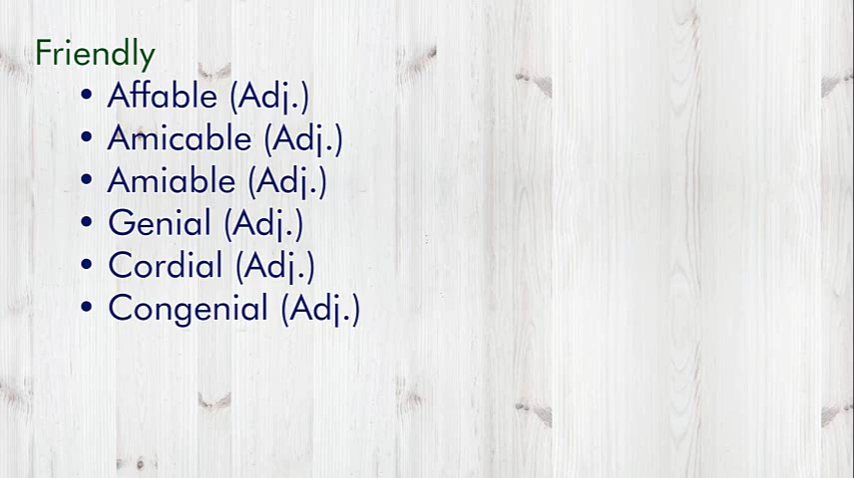 Friendly
• Affable (Adj.)
• Amicable (Adj.)
• Amiable (Adj.)
• Genial (Adj.)
• Cordial (Adj.)
• Congenial (Adj.)